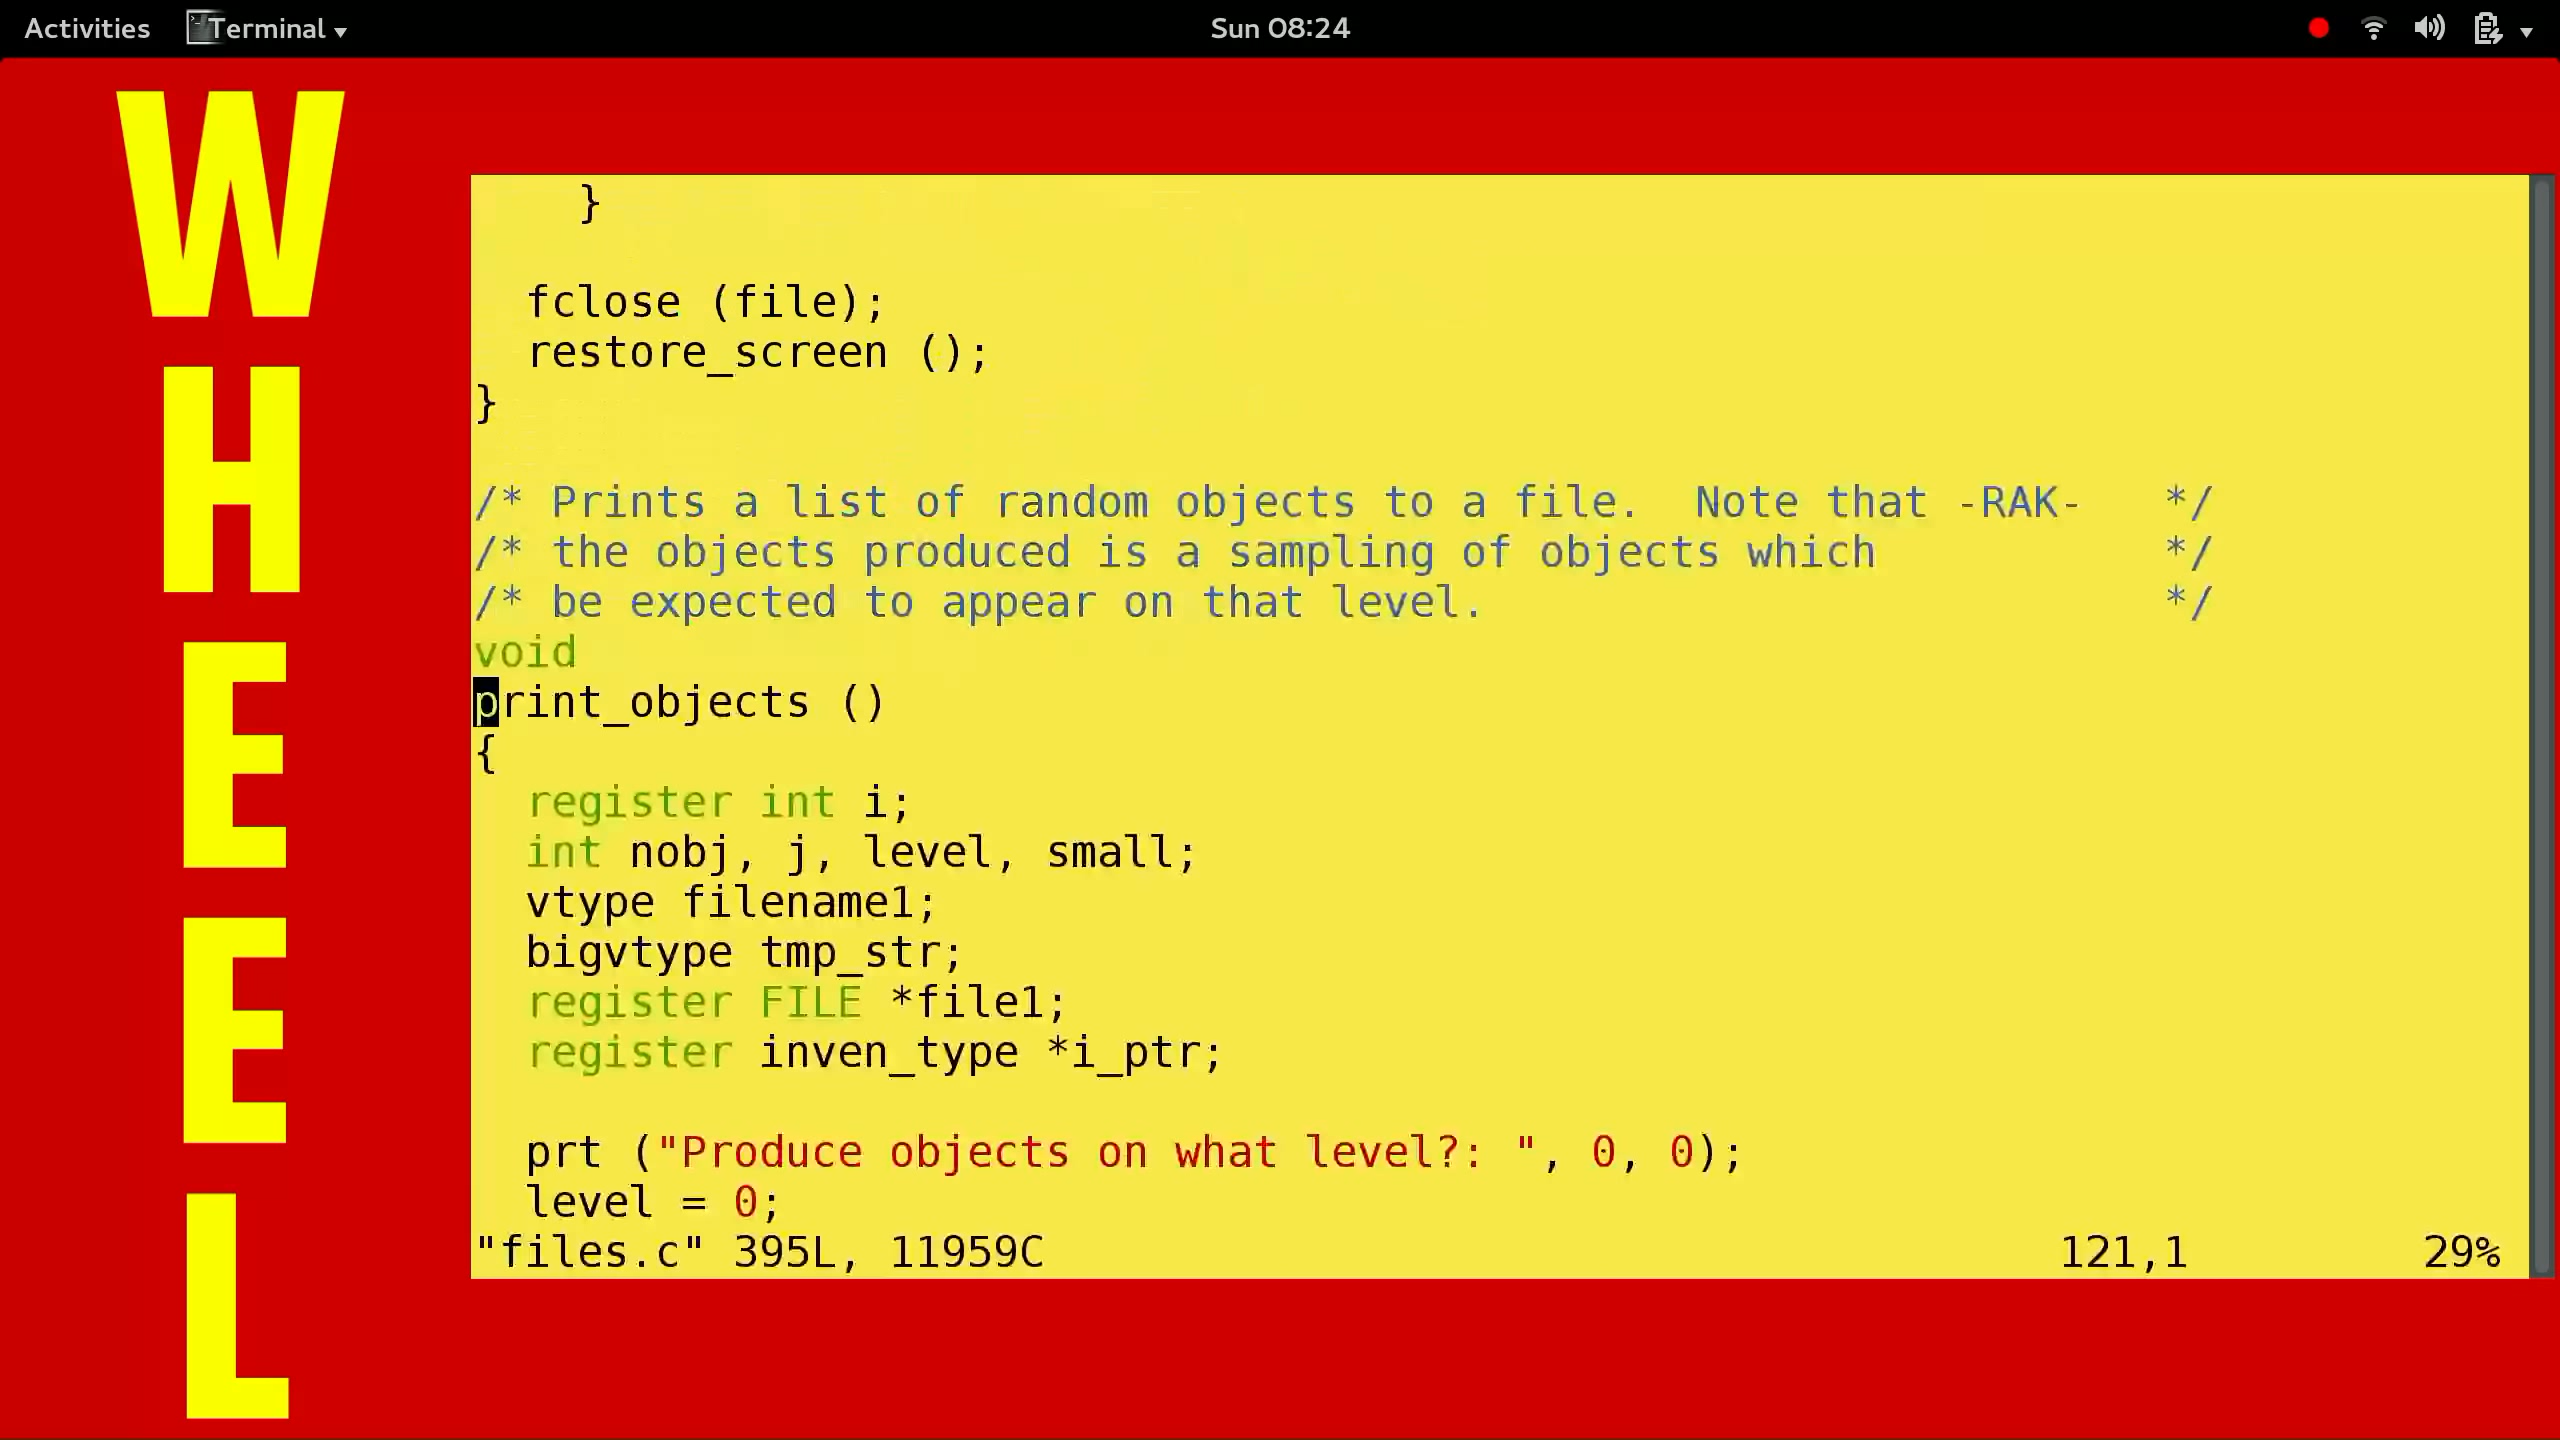 Activities Terminal Sun 08:24
WHEEL
}
fclose (file);
restore_screen ();
}
/* Prints a list of random objects to a file.  Note that -RAK-   */
/* the objects produced is a sampling of objects which           */
/* be expected to appear on that level.                          */
void
print_objects ()
{
register int i;
int nobj, j, level, small;
vtype filename1;
bigvtype tmp_str;
register FILE *file1;
register inven_type *i_ptr;
prt ("Produce objects on what level?: ", 0, 0);
level = 0;
"files.c" 395L, 11959C 121,1 29%